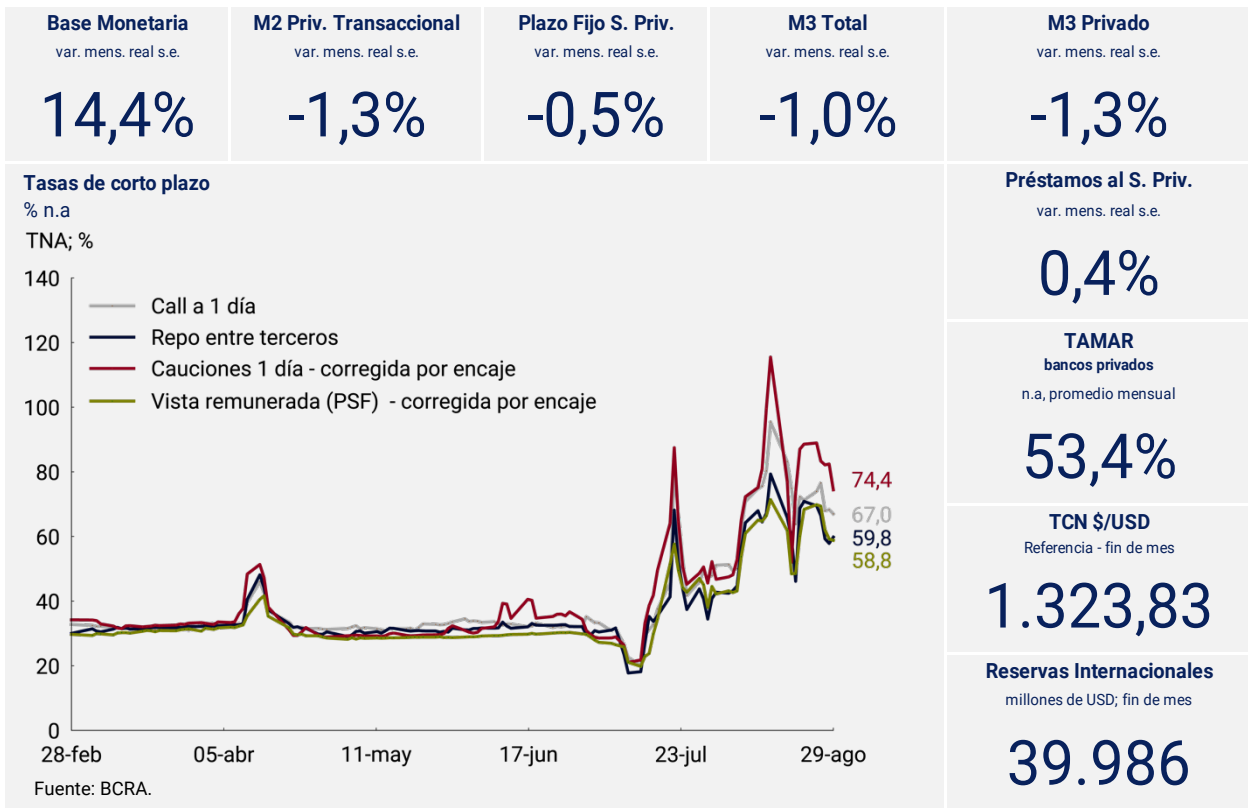 Base Monetaria
var. mens. real s.e.
14,4%
M2 Priv. Transaccional
var. mens. real s.e.
-1,3%
Plazo Fijo S. Priv.
var. mens. real s.e.
-0,5%
M3 Total
var. mens. real s.e.
-1,0%
M3 Privado
var. mens. real s.e.
-1,3%
Tasas de corto plazo
% n.a
TNA; %
140
120
100
80
60
40
20
0
Call a 1 día
Repo entre terceros
Cauciones 1 día - corregida por encaje
Vista remunerada (PSF) - corregida por encaje
74,4
67,0
59,8
58,8
28-feb
05-abr
11-may
17-jun
23-jul
29-ago
Fuente: BCRA.
Préstamos al S. Priv.
var. mens. real s.e.
0,4%
TAMAR
bancos privados
n.a, promedio mensual
53,4%
TCN $/USD
Referencia - fin de mes
1.323,83
Reservas Internacionales
millones de USD; fin de mes
39.986